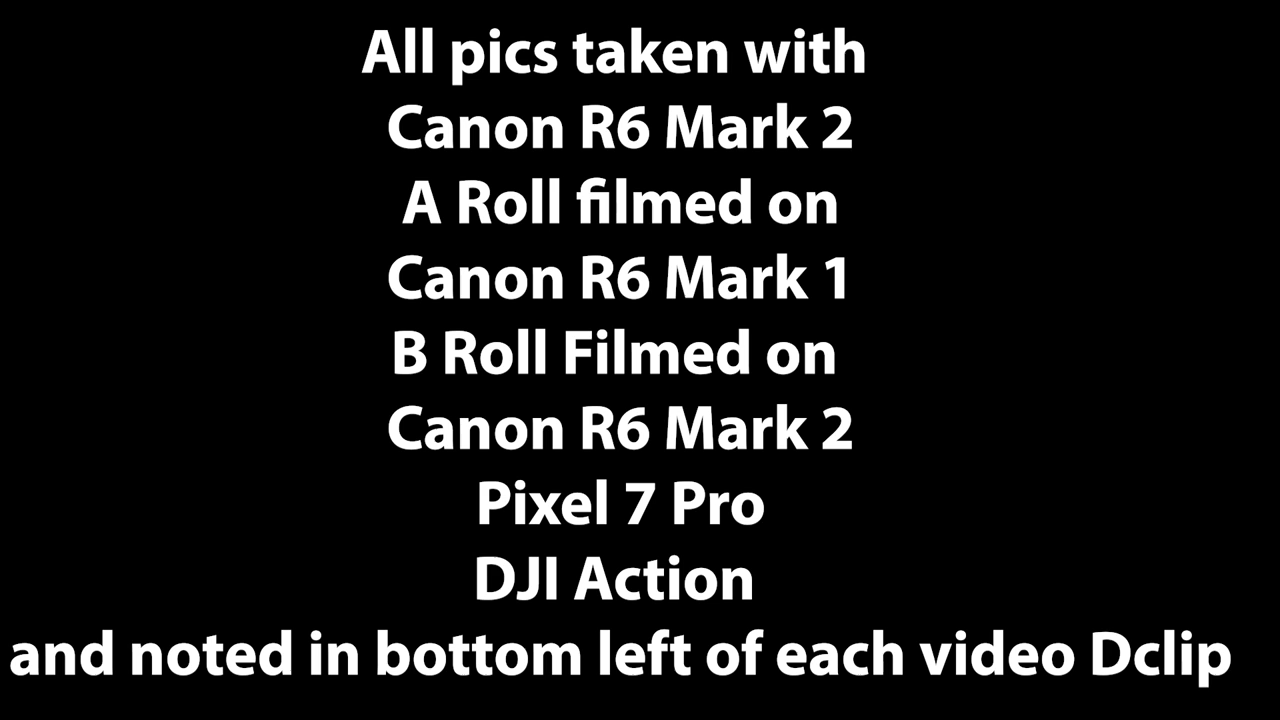 All pics taken with
Canon R6 Mark 2
A Roll filmed on
Canon R6 Mark 1
B Roll Filmed on
Canon R6 Mark 2
Pixel 7 Pro
DJI Action
and noted in bottom left of each video Dclip